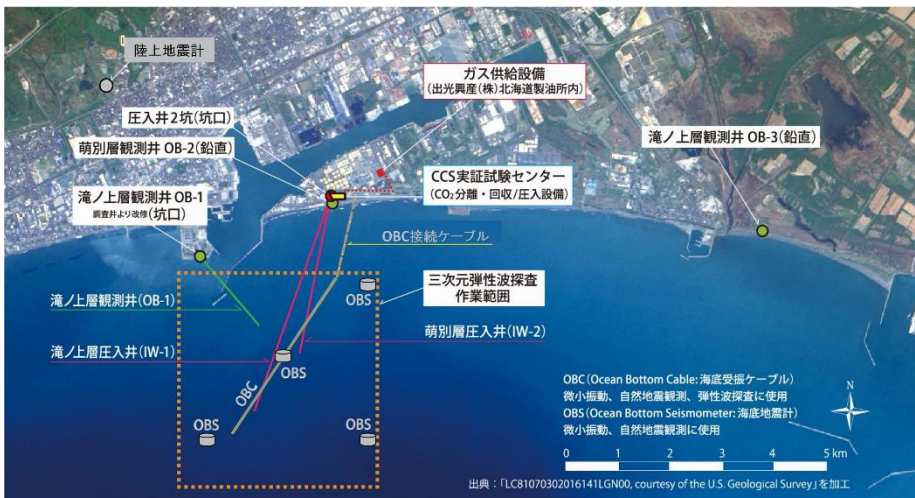 陸上地震計
ガス供給設備
(出光興産(株)北海道製油所内)
圧入井2坑(坑口)
萌別層観測井 OB-2(鉛直)
滝ノ上層観測井 OB-3(鉛直)
CCS実証試験センター
(CO₂分離・回収/圧入設備)
滝ノ上層観測井 OB-1
調査井より改修(坑口)
OBC接続ケーブル
三次元弾性波探査
作業範囲
OBS
滝ノ上層観測井(OB-1)
萌別層圧入井(IW-2)
滝ノ上層圧入井(IW-1)
OBS
OBC
OBS
OBS
OBC(Ocean Bottom Cable:海底受振ケーブル)
微小振動、自然地震観測、弾性波探査に使用
OBS(Ocean Bottom Seismometer:海底地震計)
微小振動、自然地震観測に使用
N
0 1 2 3 4 5 km
出典:「LC81070302016141LGN00, courtesy of the U.S. Geological Survey」を加工